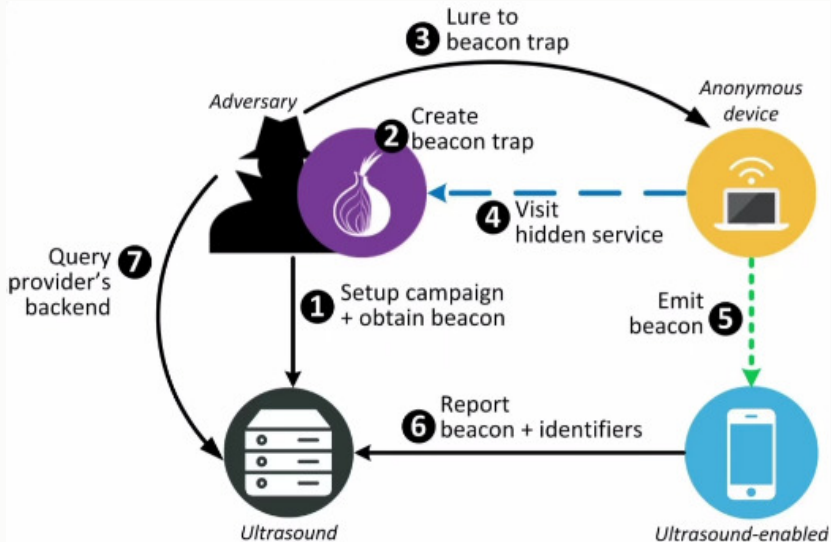 3
Lure to
beacon trap
Adversary
Anonymous
device
2
Create
beacon trap
4
Visit
hidden service
Query
provider's
backend
7
1
Setup campaign
+ obtain beacon
Emit
beacon
5
6
Report
beacon + identifiers
Ultrasound
Ultrasound-enabled